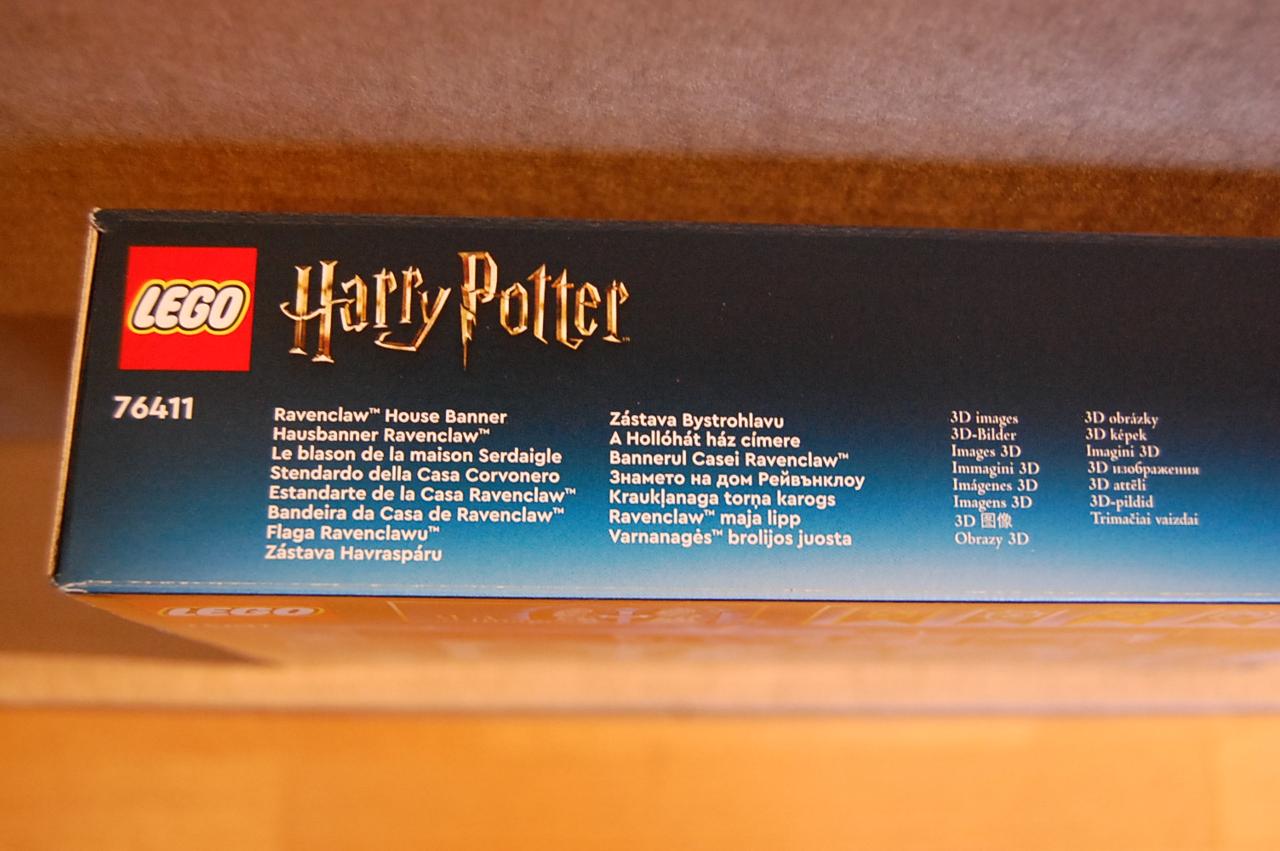 LEGO
Harry Potter™
76411
Ravenclaw™ House Banner
Hausbanner Ravenclaw™
Le blason de la maison Serdaigle
Stendardo della Casa Corvonero
Estandarte de la Casa Ravenclaw™
Bandeira da Casa de Ravenclaw™
Flaga Ravenclawu™
Zástava Havraspáru
Zástava Bystrohlavu
A Hollóhát ház címere
Bannerul Casei Ravenclaw™
Знамето на дом Рейвънклоу
Kraukļanaga torņa karogs
Ravenclaw™ maja lipp
Varnanagės™ brolijos juosta
3D images
3D-Bilder
Images 3D
Immagini 3D
Imágenes 3D
Imagens 3D
3D 图像
Obrazy 3D
3D obrázky
3D képek
Imagini 3D
3D изображения
3D attēli
3D-pildid
Trimačiai vaizdai
LEGO